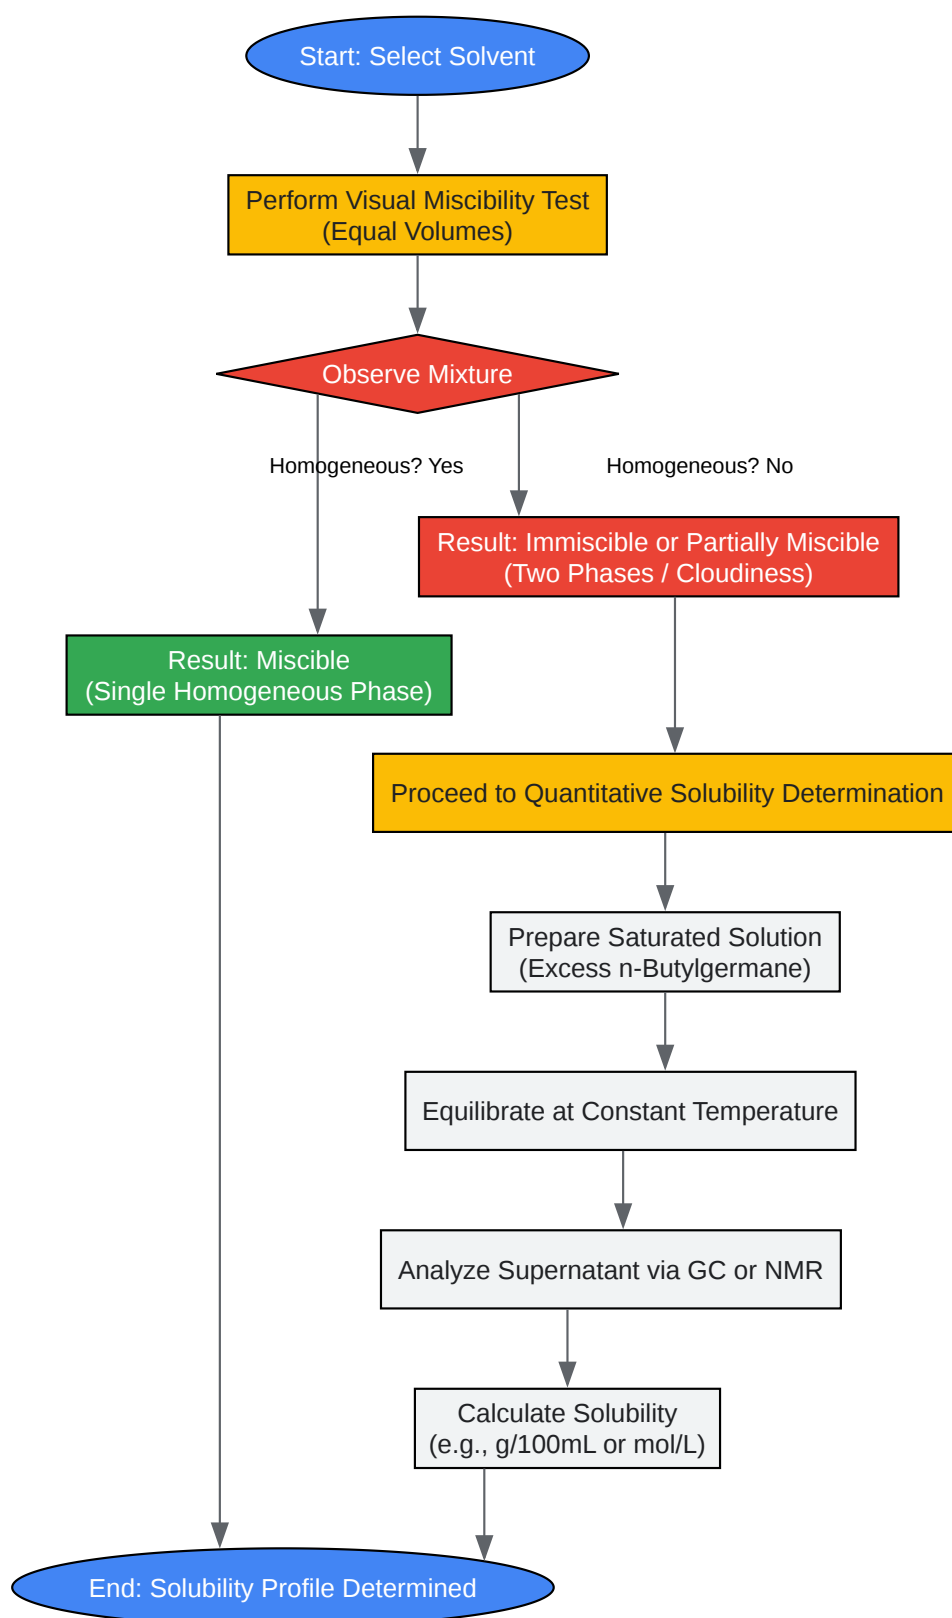 Start: Select Solvent
Perform Visual Miscibility Test
(Equal Volumes)
Observe Mixture
Homogeneous? Yes
Homogeneous? No
Result: Immiscible or Partially Miscible
(Two Phases / Cloudiness)
Result: Miscible
(Single Homogeneous Phase)
Proceed to Quantitative Solubility Determination
Prepare Saturated Solution
(Excess n-Butylgermane)
Equilibrate at Constant Temperature
Analyze Supernatant via GC or NMR
Calculate Solubility
(e.g., g/100mL or mol/L)
End: Solubility Profile Determined